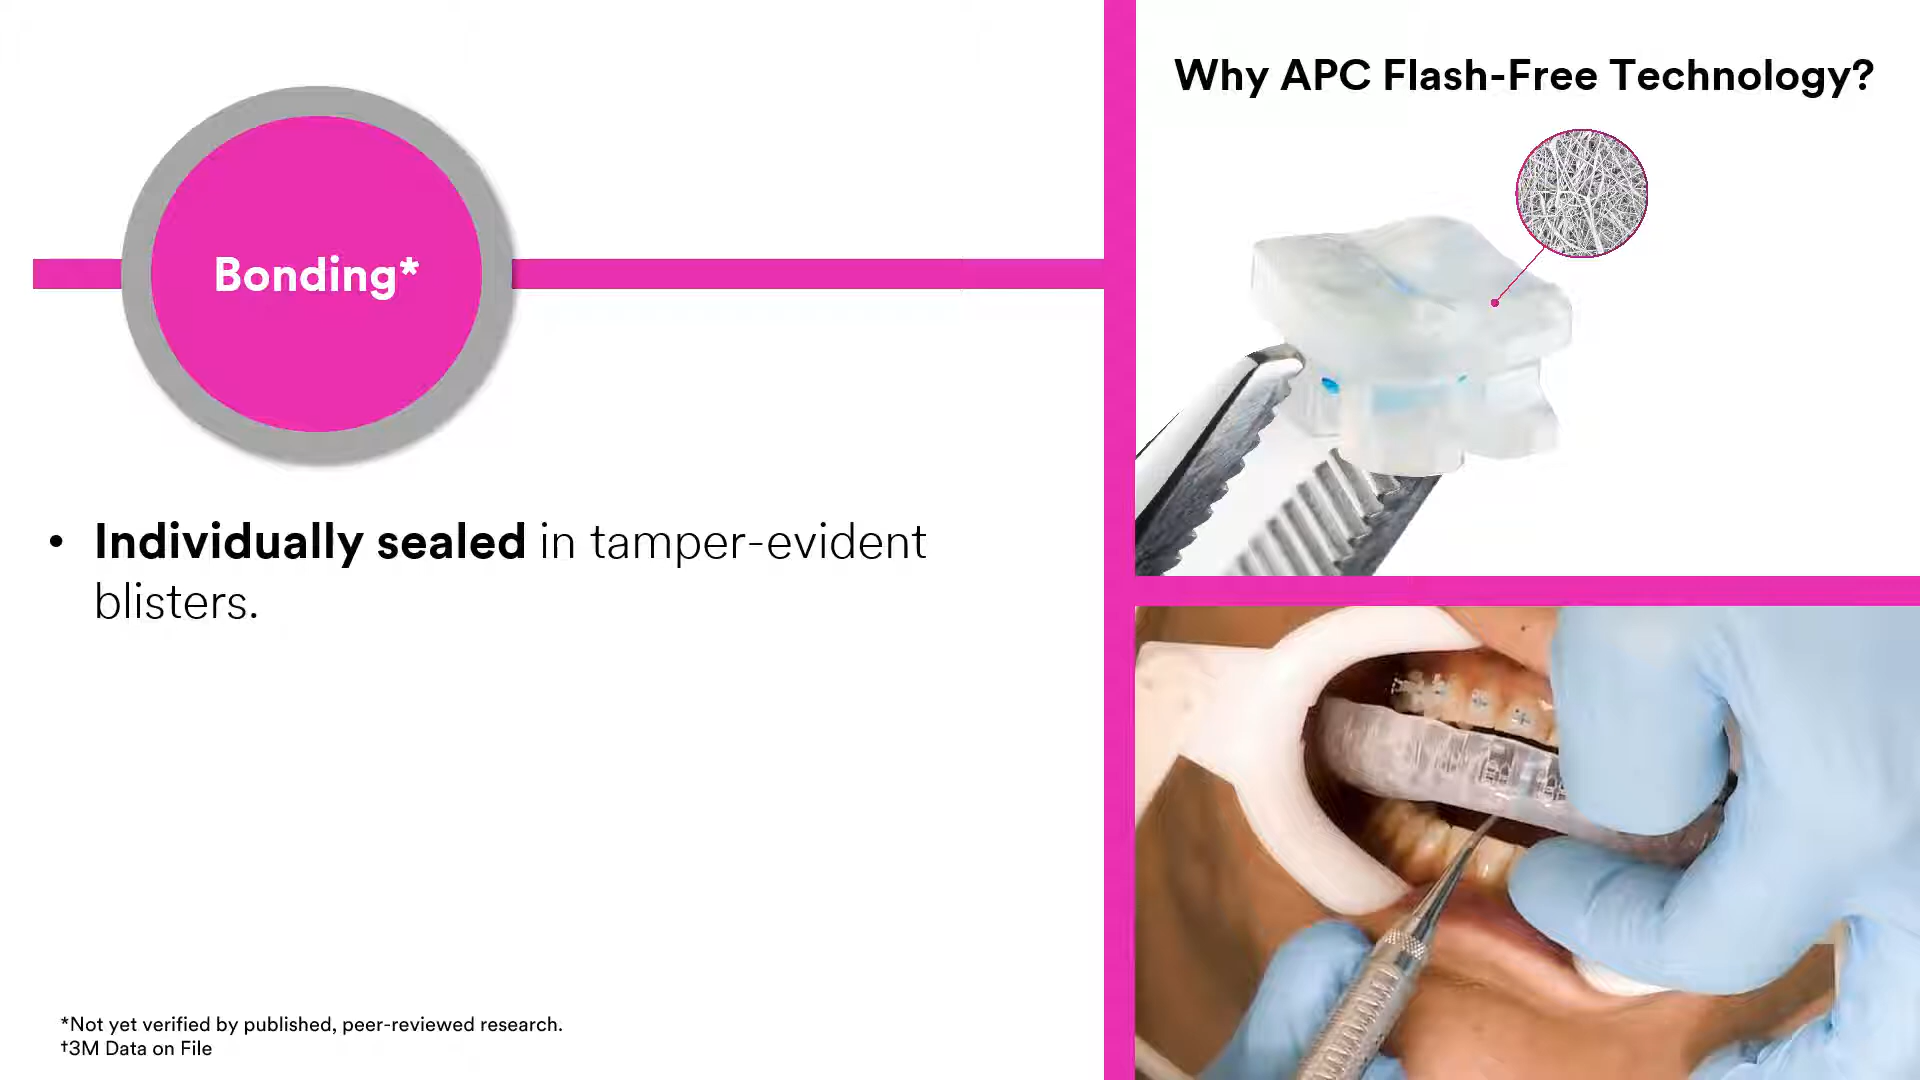 Why APC Flash-Free Technology?
Bonding*
• Individually sealed in tamper-evident
blisters.
*Not yet verified by published, peer-reviewed research.
†3M Data on File